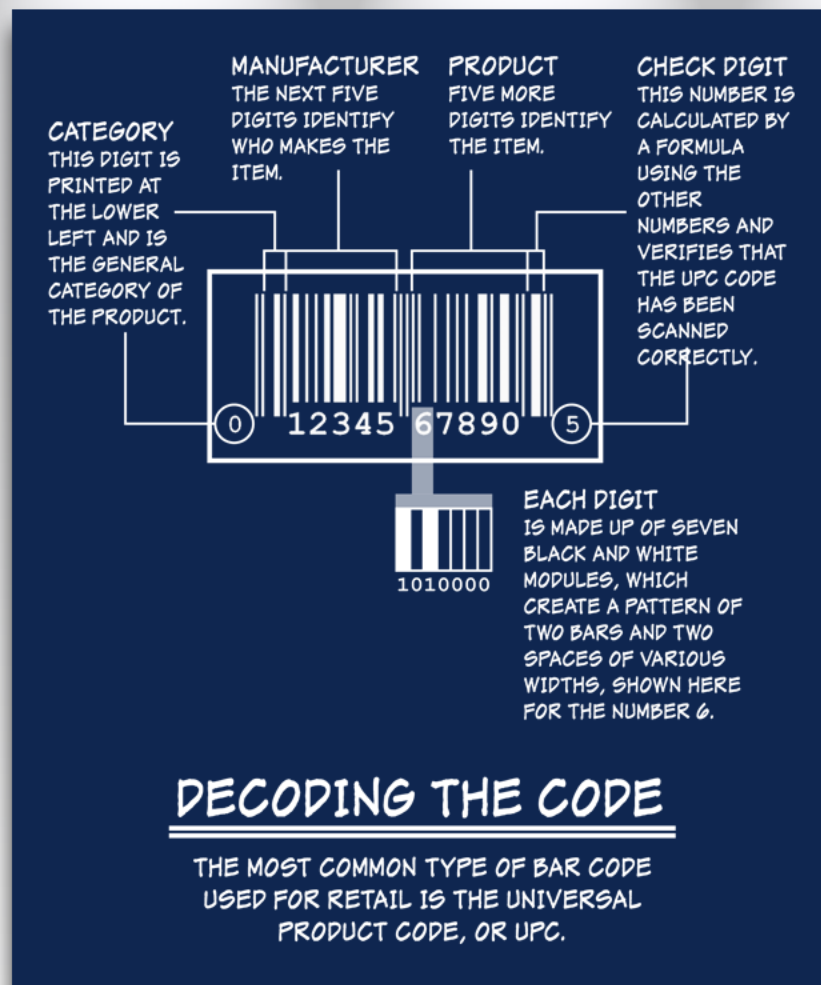 CATEGORY
THIS DIGIT IS
PRINTED AT
THE LOWER
LEFT AND IS
THE GENERAL
CATEGORY OF
THE PRODUCT.
MANUFACTURER
THE NEXT FIVE
DIGITS IDENTIFY
WHO MAKES THE
ITEM.
PRODUCT
FIVE MORE
DIGITS IDENTIFY
THE ITEM.
CHECK DIGIT
THIS NUMBER IS
CALCULATED BY
A FORMULA
USING THE
OTHER
NUMBERS AND
VERIFIES THAT
THE UPC CODE
HAS BEEN
SCANNED
CORRECTLY.
0 12345 67890 5
1010000
EACH DIGIT
IS MADE UP OF SEVEN
BLACK AND WHITE
MODULES, WHICH
CREATE A PATTERN OF
TWO BARS AND TWO
SPACES OF VARIOUS
WIDTHS, SHOWN HERE
FOR THE NUMBER 6.
DECODING THE CODE
THE MOST COMMON TYPE OF BAR CODE
USED FOR RETAIL IS THE UNIVERSAL
PRODUCT CODE, OR UPC.